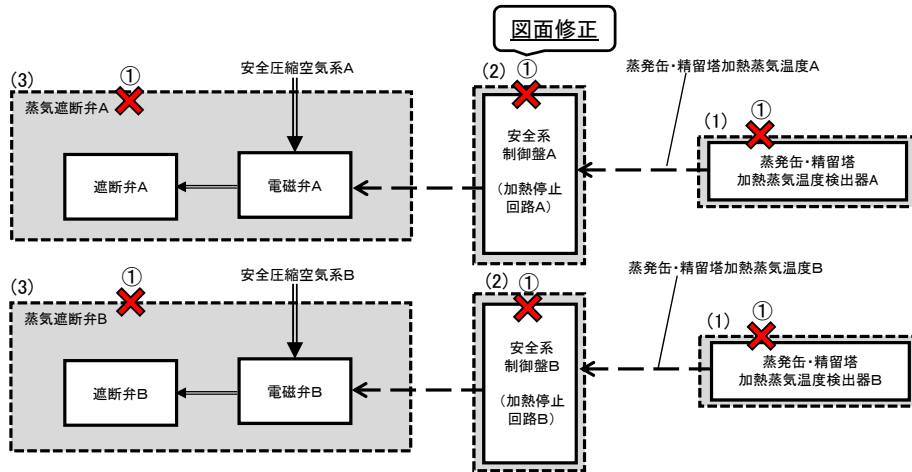 図面修正
(3)
①
蒸気遮断弁A
安全圧縮空気系A
遮断弁A
電磁弁A
(2)
①
安全系
制御盤A
(加熱停止
回路A)
蒸発缶・精留塔加熱蒸気温度A
(1)
①
蒸発缶・精留塔
加熱蒸気温度検出器A
(3)
①
蒸気遮断弁B
安全圧縮空気系B
遮断弁B
電磁弁B
(2)
①
安全系
制御盤B
(加熱停止
回路B)
蒸発缶・精留塔加熱蒸気温度B
(1)
①
蒸発缶・精留塔
加熱蒸気温度検出器B